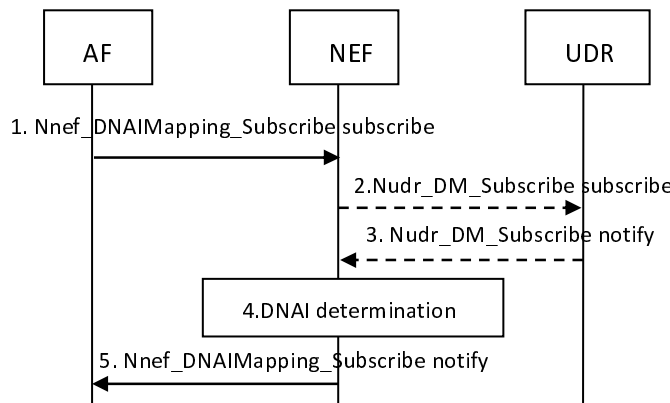 AF
NEF
UDR
1. Nnef_DNAIMapping_Subscribe subscribe
2.Nudr_DM_Subscribe subscribe
3. Nudr_DM_Subscribe notify
4.DNAI determination
5. Nnef_DNAIMapping_Subscribe notify